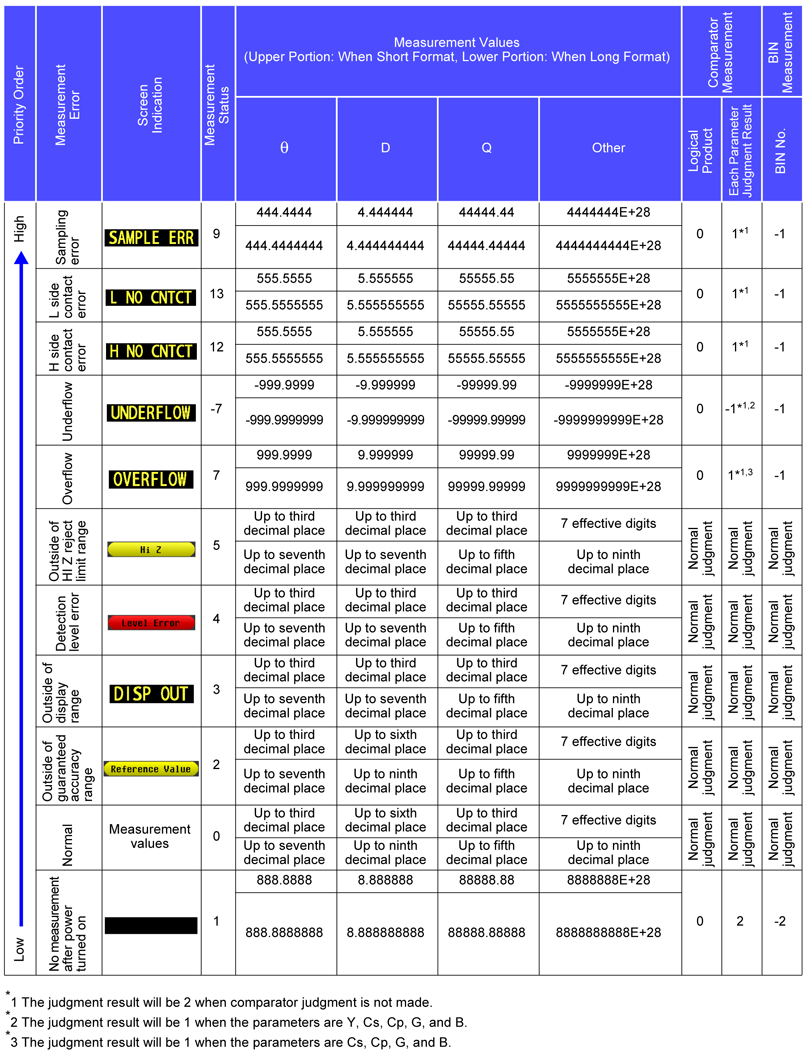 Priority Order
Measurement
Error
Screen
Indication
Measurement
Status
Measurement Values
(Upper Portion: When Short Format, Lower Portion: When Long Format)
Comparator
Measurement
BIN
Measurement
θ
D
Q
Other
Logical
Product
Each Parameter
Judgment Result
BIN No.
High
Low
Sampling
error
SAMPLE ERR
9
444.4444
4.444444
44444.44
4444444E+28
444.4444444
4.444444444
44444.44444
4444444444E+28
0
1*1
-1
L side
contact
error
L NO CNTCT
13
555.5555
5.555555
55555.55
5555555E+28
555.5555555
5.555555555
55555.55555
5555555555E+28
0
1*1
-1
H side
contact
error
H NO CNTCT
12
555.5555
5.555555
55555.55
5555555E+28
555.5555555
5.555555555
55555.55555
5555555555E+28
0
1*1
-1
Underflow
UNDERFLOW
-7
-999.9999
-9.999999
-99999.99
-9999999E+28
-999.9999999
-9.999999999
-99999.99999
-9999999999E+28
0
-1*1,2
-1
Overflow
OVERFLOW
7
999.9999
9.999999
99999.99
9999999E+28
999.9999999
9.999999999
99999.99999
9999999999E+28
0
1*1,3
-1
Outside of
HI Z reject
limit range
Hi Z
5
Up to third
decimal place
Up to third
decimal place
Up to third
decimal place
7 effective digits
Up to seventh
decimal place
Up to seventh
decimal place
Up to fifth
decimal place
Up to ninth
decimal place
Normal
judgment
Normal
judgment
Normal
judgment
Detection
level error
Level Error
4
Up to third
decimal place
Up to third
decimal place
Up to third
decimal place
7 effective digits
Up to seventh
decimal place
Up to seventh
decimal place
Up to fifth
decimal place
Up to ninth
decimal place
Normal
judgment
Normal
judgment
Normal
judgment
Outside of
display
range
DISP OUT
3
Up to third
decimal place
Up to third
decimal place
Up to third
decimal place
7 effective digits
Up to seventh
decimal place
Up to seventh
decimal place
Up to fifth
decimal place
Up to ninth
decimal place
Normal
judgment
Normal
judgment
Normal
judgment
Outside of
guaranteed
accuracy
range
Reference Value
2
Up to third
decimal place
Up to sixth
decimal place
Up to third
decimal place
7 effective digits
Up to seventh
decimal place
Up to ninth
decimal place
Up to fifth
decimal place
Up to ninth
decimal place
Normal
judgment
Normal
judgment
Normal
judgment
Normal
Measurement
values
0
Up to third
decimal place
Up to sixth
decimal place
Up to third
decimal place
7 effective digits
Up to seventh
decimal place
Up to ninth
decimal place
Up to fifth
decimal place
Up to ninth
decimal place
Normal
judgment
Normal
judgment
Normal
judgment
No measurement
after power
turned on
1
888.8888
8.888888
88888.88
8888888E+28
888.8888888
8.888888888
88888.88888
8888888888E+28
0
2
-2
*1 The judgment result will be 2 when comparator judgment is not made.
*2 The judgment result will be 1 when the parameters are Y, Cs, Cp, G, and B.
*3 The judgment result will be 1 when the parameters are Cs, Cp, G, and B.